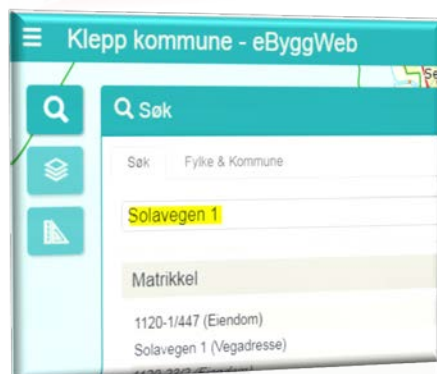 Klepp kommune - eByggWeb
Søk
Søk Fylke & Kommune
Solavegen 1
Matrikkel
1120-1/447 (Eiendom)
Solavegen 1 (Vegadresse)